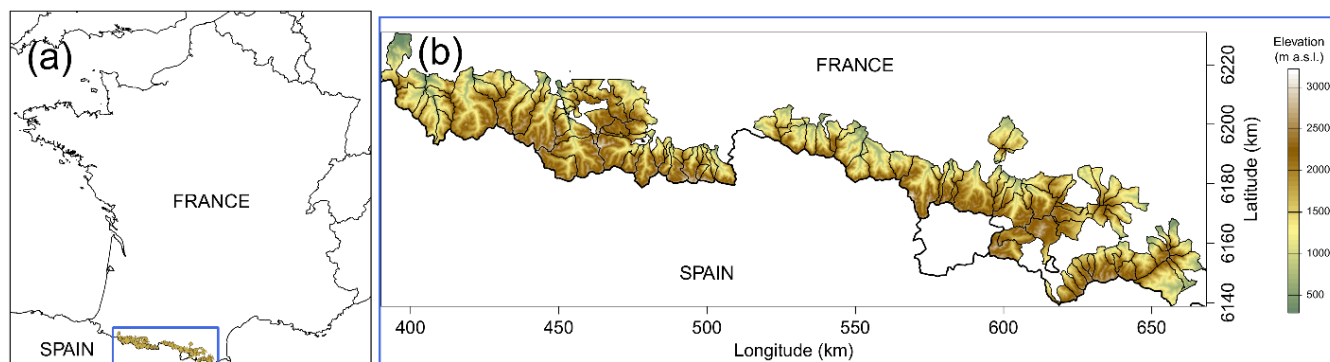 (a)
FRANCE
SPAIN
(b)
FRANCE
SPAIN
400
450
500
550
600
650
Longitude (km)
6220
6200
6180
6160
6140
Latitude (km)
Elevation
(m a.s.l.)
3000
2500
2000
1500
1000
500